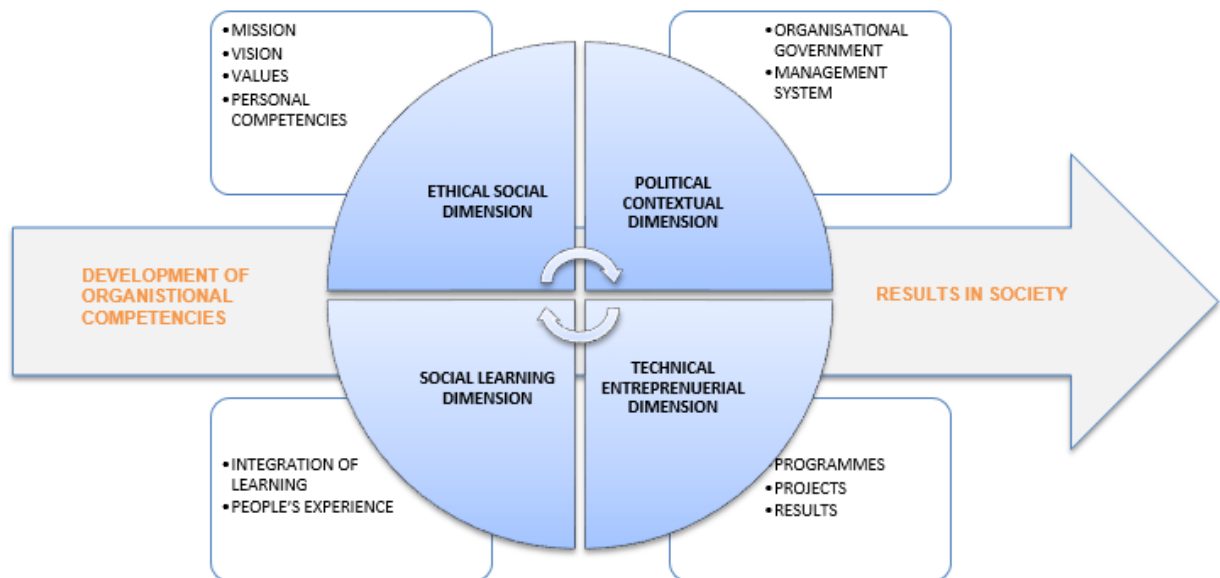 •MISSION
•VISION
•VALUES
•PERSONAL
COMPETENCIES
•ORGANISATIONAL
GOVERNMENT
•MANAGEMENT
SYSTEM
ETHICAL SOCIAL
DIMENSION
POLITICAL
CONTEXTUAL
DIMENSION
DEVELOPMENT OF
ORGANISTIONAL
COMPETENCIES
RESULTS IN SOCIETY
SOCIAL LEARNING
DIMENSION
TECHNICAL
ENTREPRENUERIAL
DIMENSION
•INTEGRATION OF
LEARNING
•PEOPLE'S EXPERIENCE
PROGRAMMES
•PROJECTS
•RESULTS